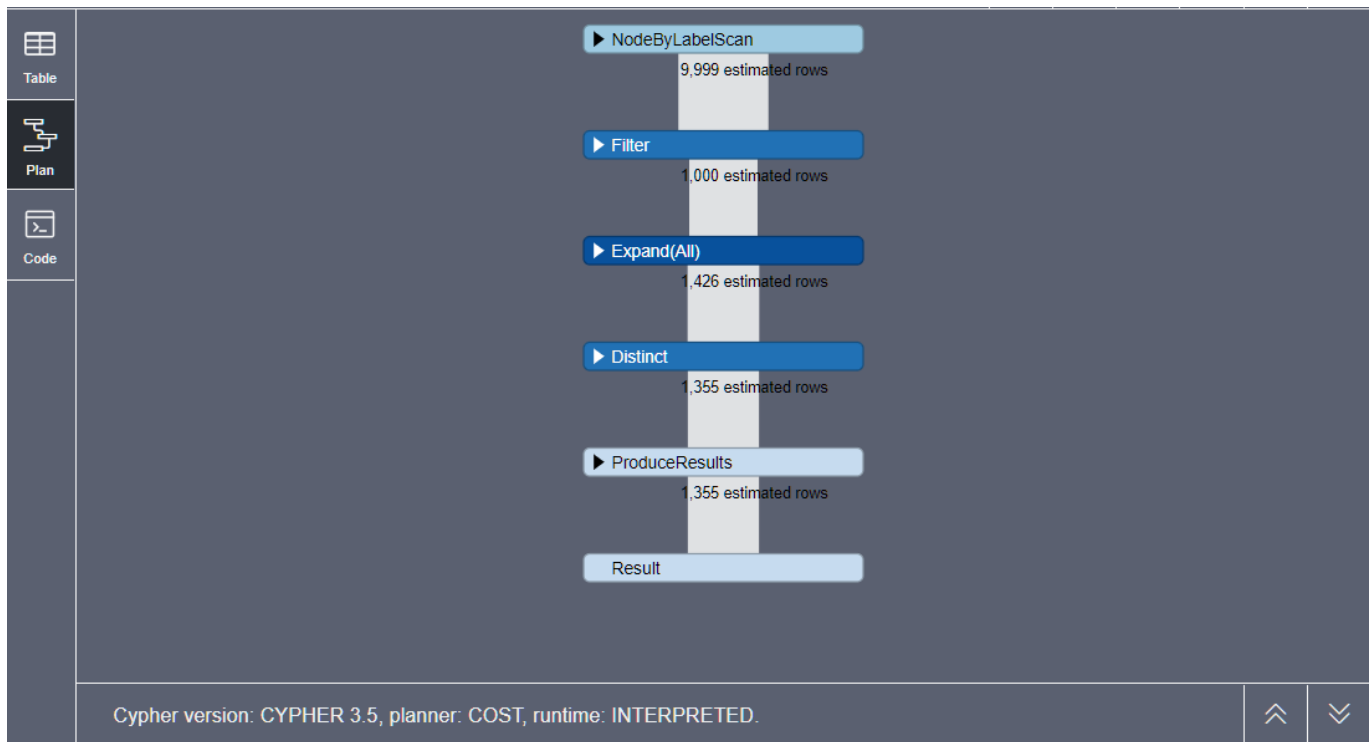 Table
Plan
Code
NodeByLabelScan
9,999 estimated rows
Filter
1,000 estimated rows
Expand(All)
1,426 estimated rows
Distinct
1,355 estimated rows
ProduceResults
1,355 estimated rows
Result
Cypher version: CYPHER 3.5, planner: COST, runtime: INTERPRETED.